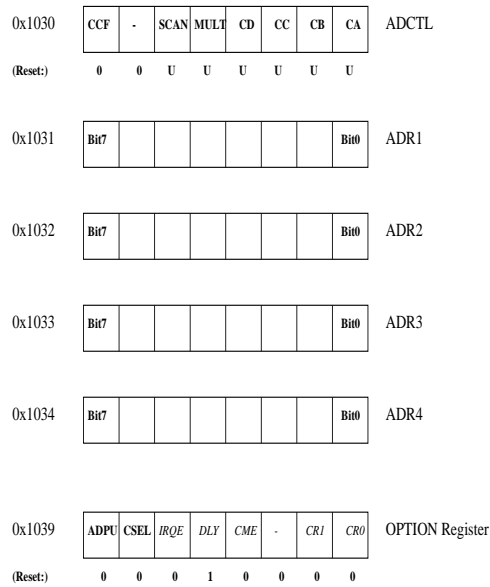 0x1030 CCF - SCAN MULT CD CC CB CA ADCTL
(Reset:) 0 0 U U U U U U
0x1031 Bit7 Bit0 ADR1
0x1032 Bit7 Bit0 ADR2
0x1033 Bit7 Bit0 ADR3
0x1034 Bit7 Bit0 ADR4
0x1039 ADPU CSEL IRQE DLY CME - CR1 CR0 OPTION Register
(Reset:) 0 0 0 1 0 0 0 0